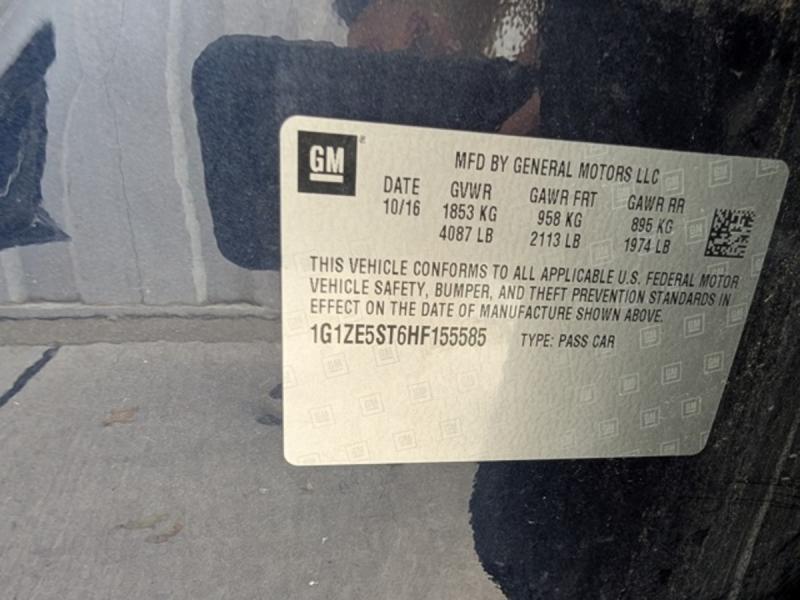 GM
MFD BY GENERAL MOTORS LLC
DATE GVWR GAWR FRT GAWR RR
10/16 1853 KG 958 KG 895 KG
4087 LB 2113 LB 1974 LB
THIS VEHICLE CONFORMS TO ALL APPLICABLE U.S. FEDERAL MOTOR
VEHICLE SAFETY, BUMPER, AND THEFT PREVENTION STANDARDS IN
EFFECT ON THE DATE OF MANUFACTURE SHOWN ABOVE.
1G1ZE5ST6HF155585 TYPE: PASS CAR